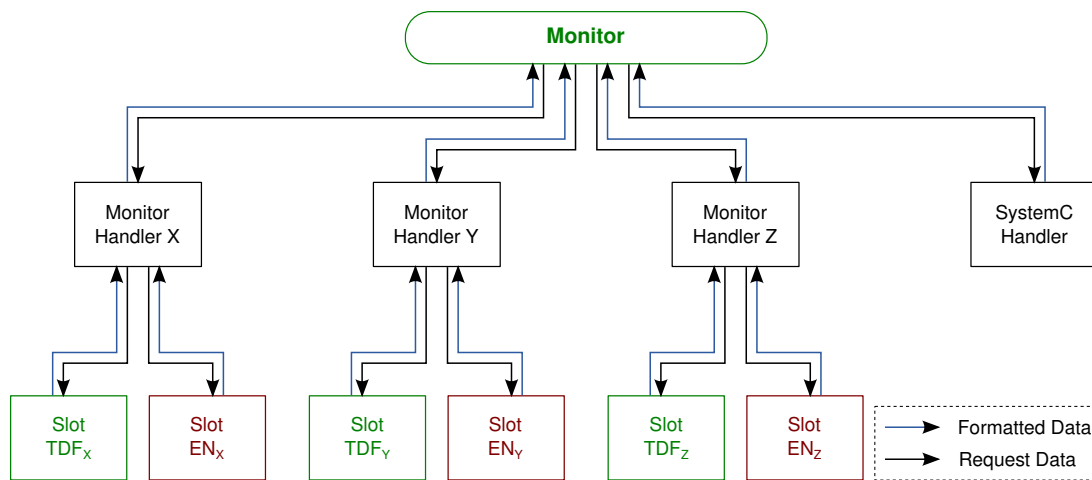 Monitor
Monitor
Handler X
Monitor
Handler Y
Monitor
Handler Z
SystemC
Handler
Slot
TDFX
Slot
ENX
Slot
TDFY
Slot
ENY
Slot
TDFZ
Slot
ENZ
Formatted Data
Request Data